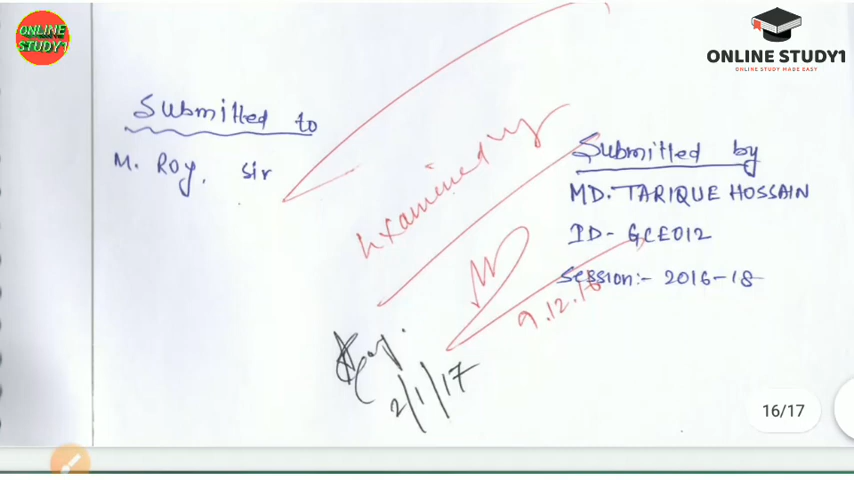 ONLINE
STUDY1
ONLINE STUDY1
ONLINE STUDY MADE EASY
Submitted to
M. Roy, Sir
Examined by
Submitted by
MD. TARIQUE HOSSAIN
ID- GCE012
Session:- 2016-18
9.12.16
2/1/17
16/17